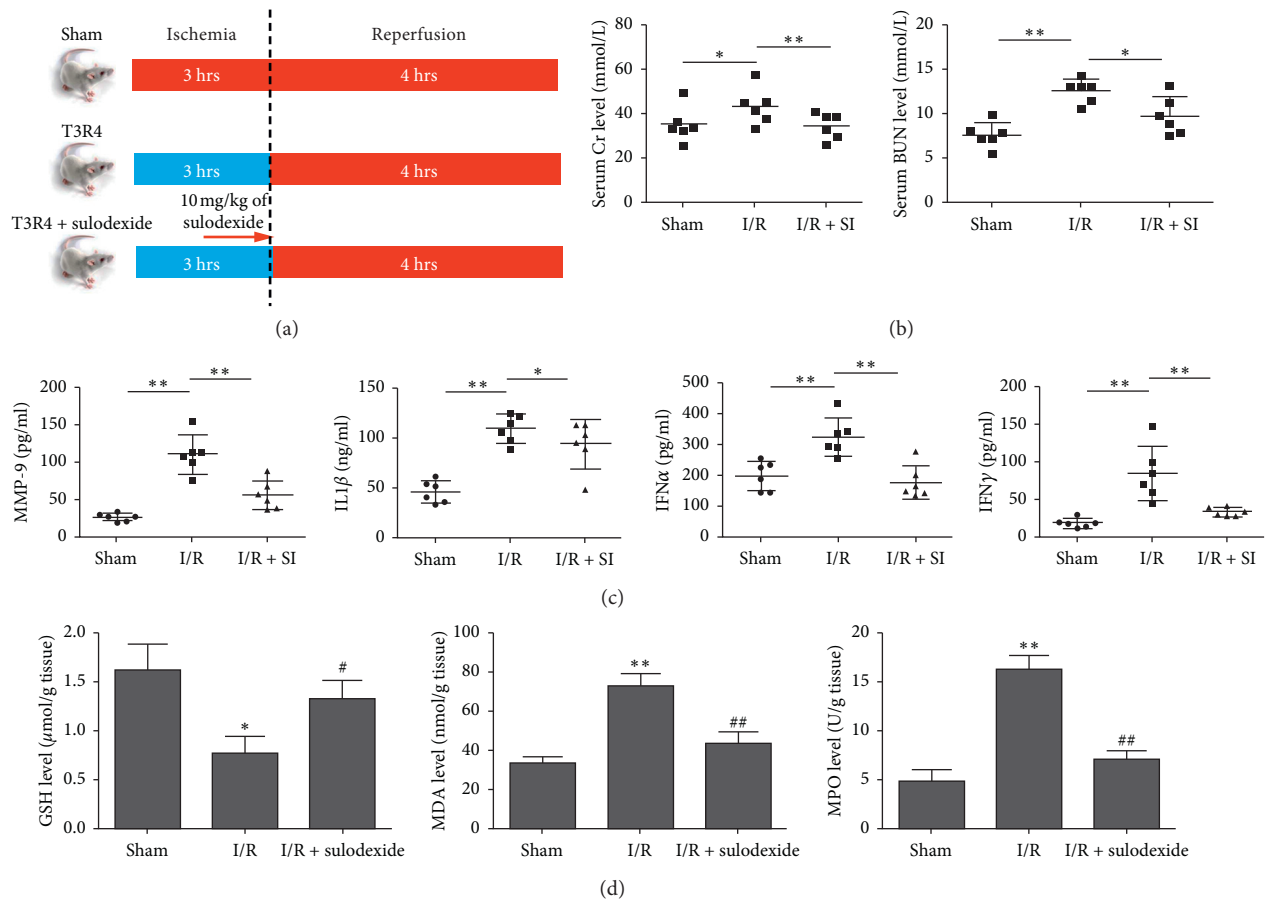 Sham
Ischemia
Reperfusion
3 hrs
4 hrs
T3R4
3 hrs
4 hrs
10 mg/kg of
sulodexide
T3R4 + sulodexide
3 hrs
4 hrs
(a)
Serum Cr level (mmol/L)
80
60
40
20
0
*
**
Sham
I/R
I/R + SI
Serum BUN level (mmol/L)
20
15
10
5
0
**
*
Sham
I/R
I/R + SI
(b)
MMP-9 (pg/ml)
200
150
100
50
0
**
**
Sham
I/R
I/R + SI
IL1β (ng/ml)
150
100
50
0
**
*
Sham
I/R
I/R + SI
IFNα (pg/ml)
500
400
300
200
100
0
**
**
Sham
I/R
I/R + SI
IFNγ (pg/ml)
200
150
100
50
0
**
**
Sham
I/R
I/R + SI
(c)
GSH level (μmol/g tissue)
2.0
1.5
1.0
0.5
0.0
*
#
Sham
I/R
I/R + sulodexide
MDA level (nmol/g tissue)
100
80
60
40
20
0
**
##
Sham
I/R
I/R + sulodexide
MPO level (U/g tissue)
20
15
10
5
0
**
##
Sham
I/R
I/R + sulodexide
(d)